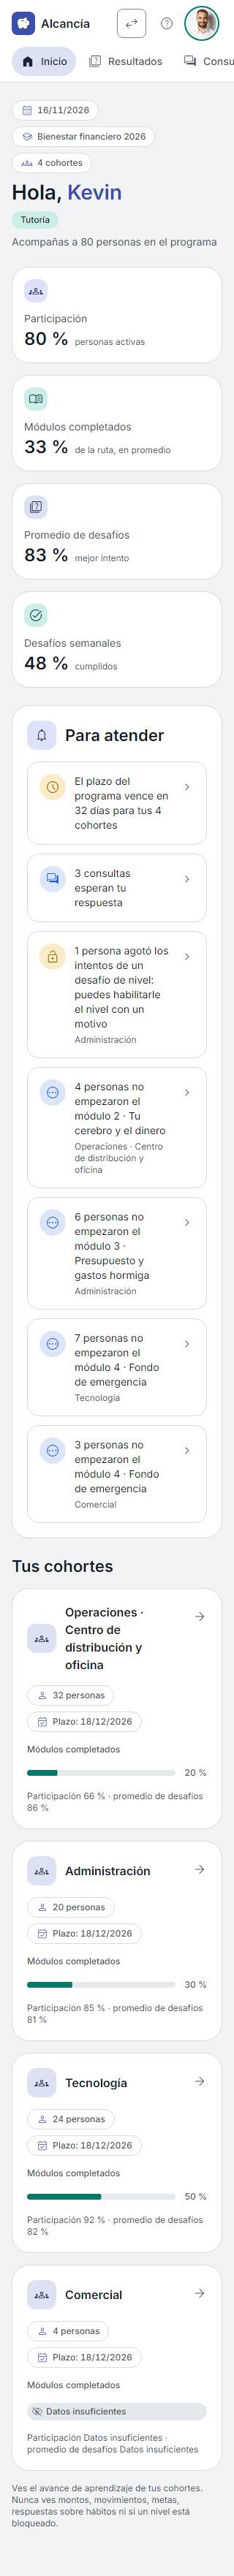 Alcancía
Inicio
Resultados
Consu
16/11/2026
Bienestar financiero 2026
4 cohortes
Hola, Kevin
Tutoría
Acompañas a 80 personas en el programa
Participación
80 % personas activas
Módulos completados
33 % de la ruta, en promedio
Promedio de desafíos
83 % mejor intento
Desafíos semanales
48 % cumplidos
Para atender
El plazo del
programa vence en
32 días para tus 4
cohortes
3 consultas
esperan tu
respuesta
1 persona agotó los
intentos de un
desafío de nivel:
puedes habilitarle
el nivel con un
motivo
Administración
4 personas no
empezaron el
módulo 2 · Tu
cerebro y el dinero
Operaciones · Centro
de distribución y
oficina
6 personas no
empezaron el
módulo 3 ·
Presupuesto y
gastos hormiga
Administración
7 personas no
empezaron el
módulo 4 · Fondo
de emergencia
Tecnología
3 personas no
empezaron el
módulo 4 · Fondo
de emergencia
Comercial
Tus cohortes
Operaciones ·
Centro de
distribución y
oficina
32 personas
Plazo: 18/12/2026
Módulos completados
20 %
Participación 66 % · promedio de desafíos
86 %
Administración
20 personas
Plazo: 18/12/2026
Módulos completados
30 %
Participación 85 % · promedio de desafíos
81 %
Tecnología
24 personas
Plazo: 18/12/2026
Módulos completados
50 %
Participación 92 % · promedio de desafíos
82 %
Comercial
4 personas
Plazo: 18/12/2026
Módulos completados
Datos insuficientes
Participación Datos insuficientes ·
promedio de desafíos Datos insuficientes
Ves el avance de aprendizaje de tus cohortes.
Nunca ves montos, movimientos, metas,
respuestas sobre hábitos ni si un nivel está
bloqueado.